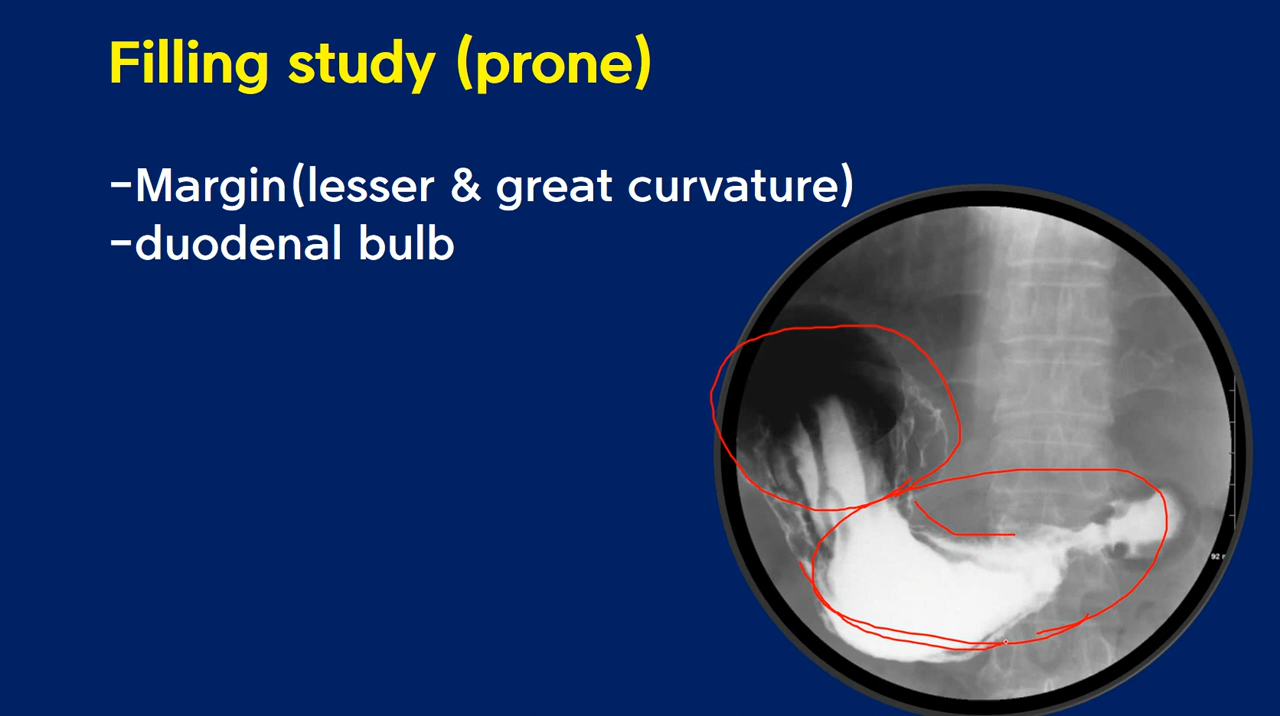 Filling study (prone)
-Margin(lesser & great curvature)
-duodenal bulb